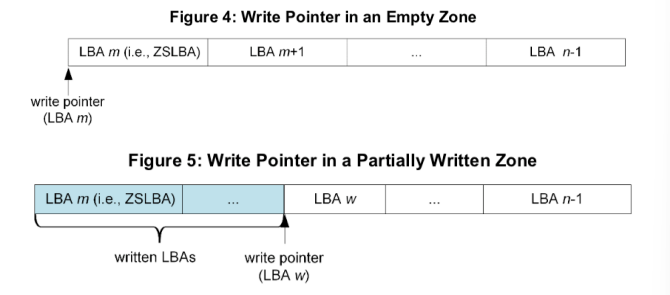 Figure 4: Write Pointer in an Empty Zone
LBA m (i.e., ZSLBA) LBA m+1 ... LBA n-1
write pointer
(LBA m)
Figure 5: Write Pointer in a Partially Written Zone
LBA m (i.e., ZSLBA) ... LBA w ... LBA n-1
written LBAs write pointer
(LBA w)